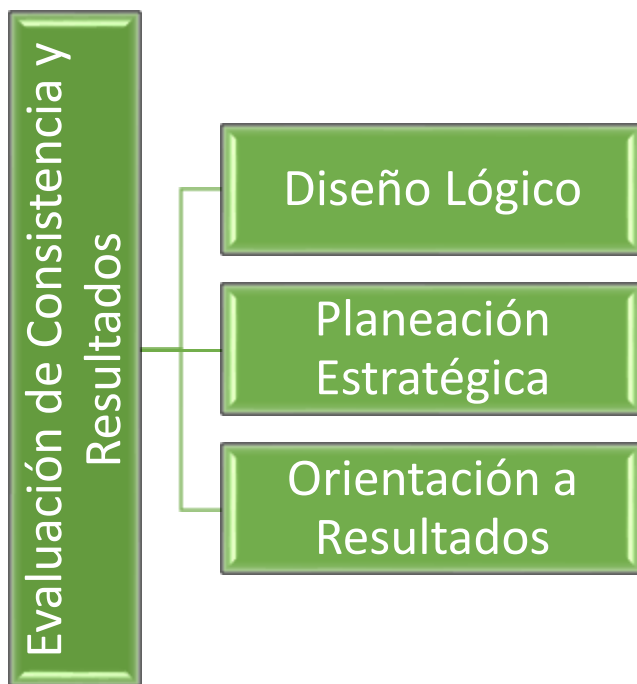 Evaluación de Consistencia y
Resultados
Diseño Lógico
Planeación
Estratégica
Orientación a
Resultados